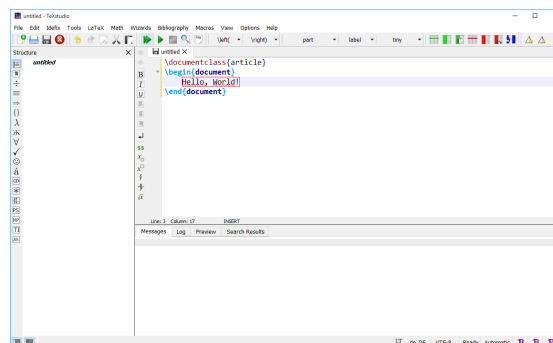 untitled - TeXstudio
File Edit Idefix Tools LaTeX Math Wizards Bibliography Macros View Options Help
\left( \right) part label tiny
Structure
untitled
untitled
\documentclass{article}
\begin{document}
Hello, World!
\end{document}
Line: 3 Column: 17 INSERT
Messages Log Preview Search Results
de_DE UTF-8 Ready Automatic